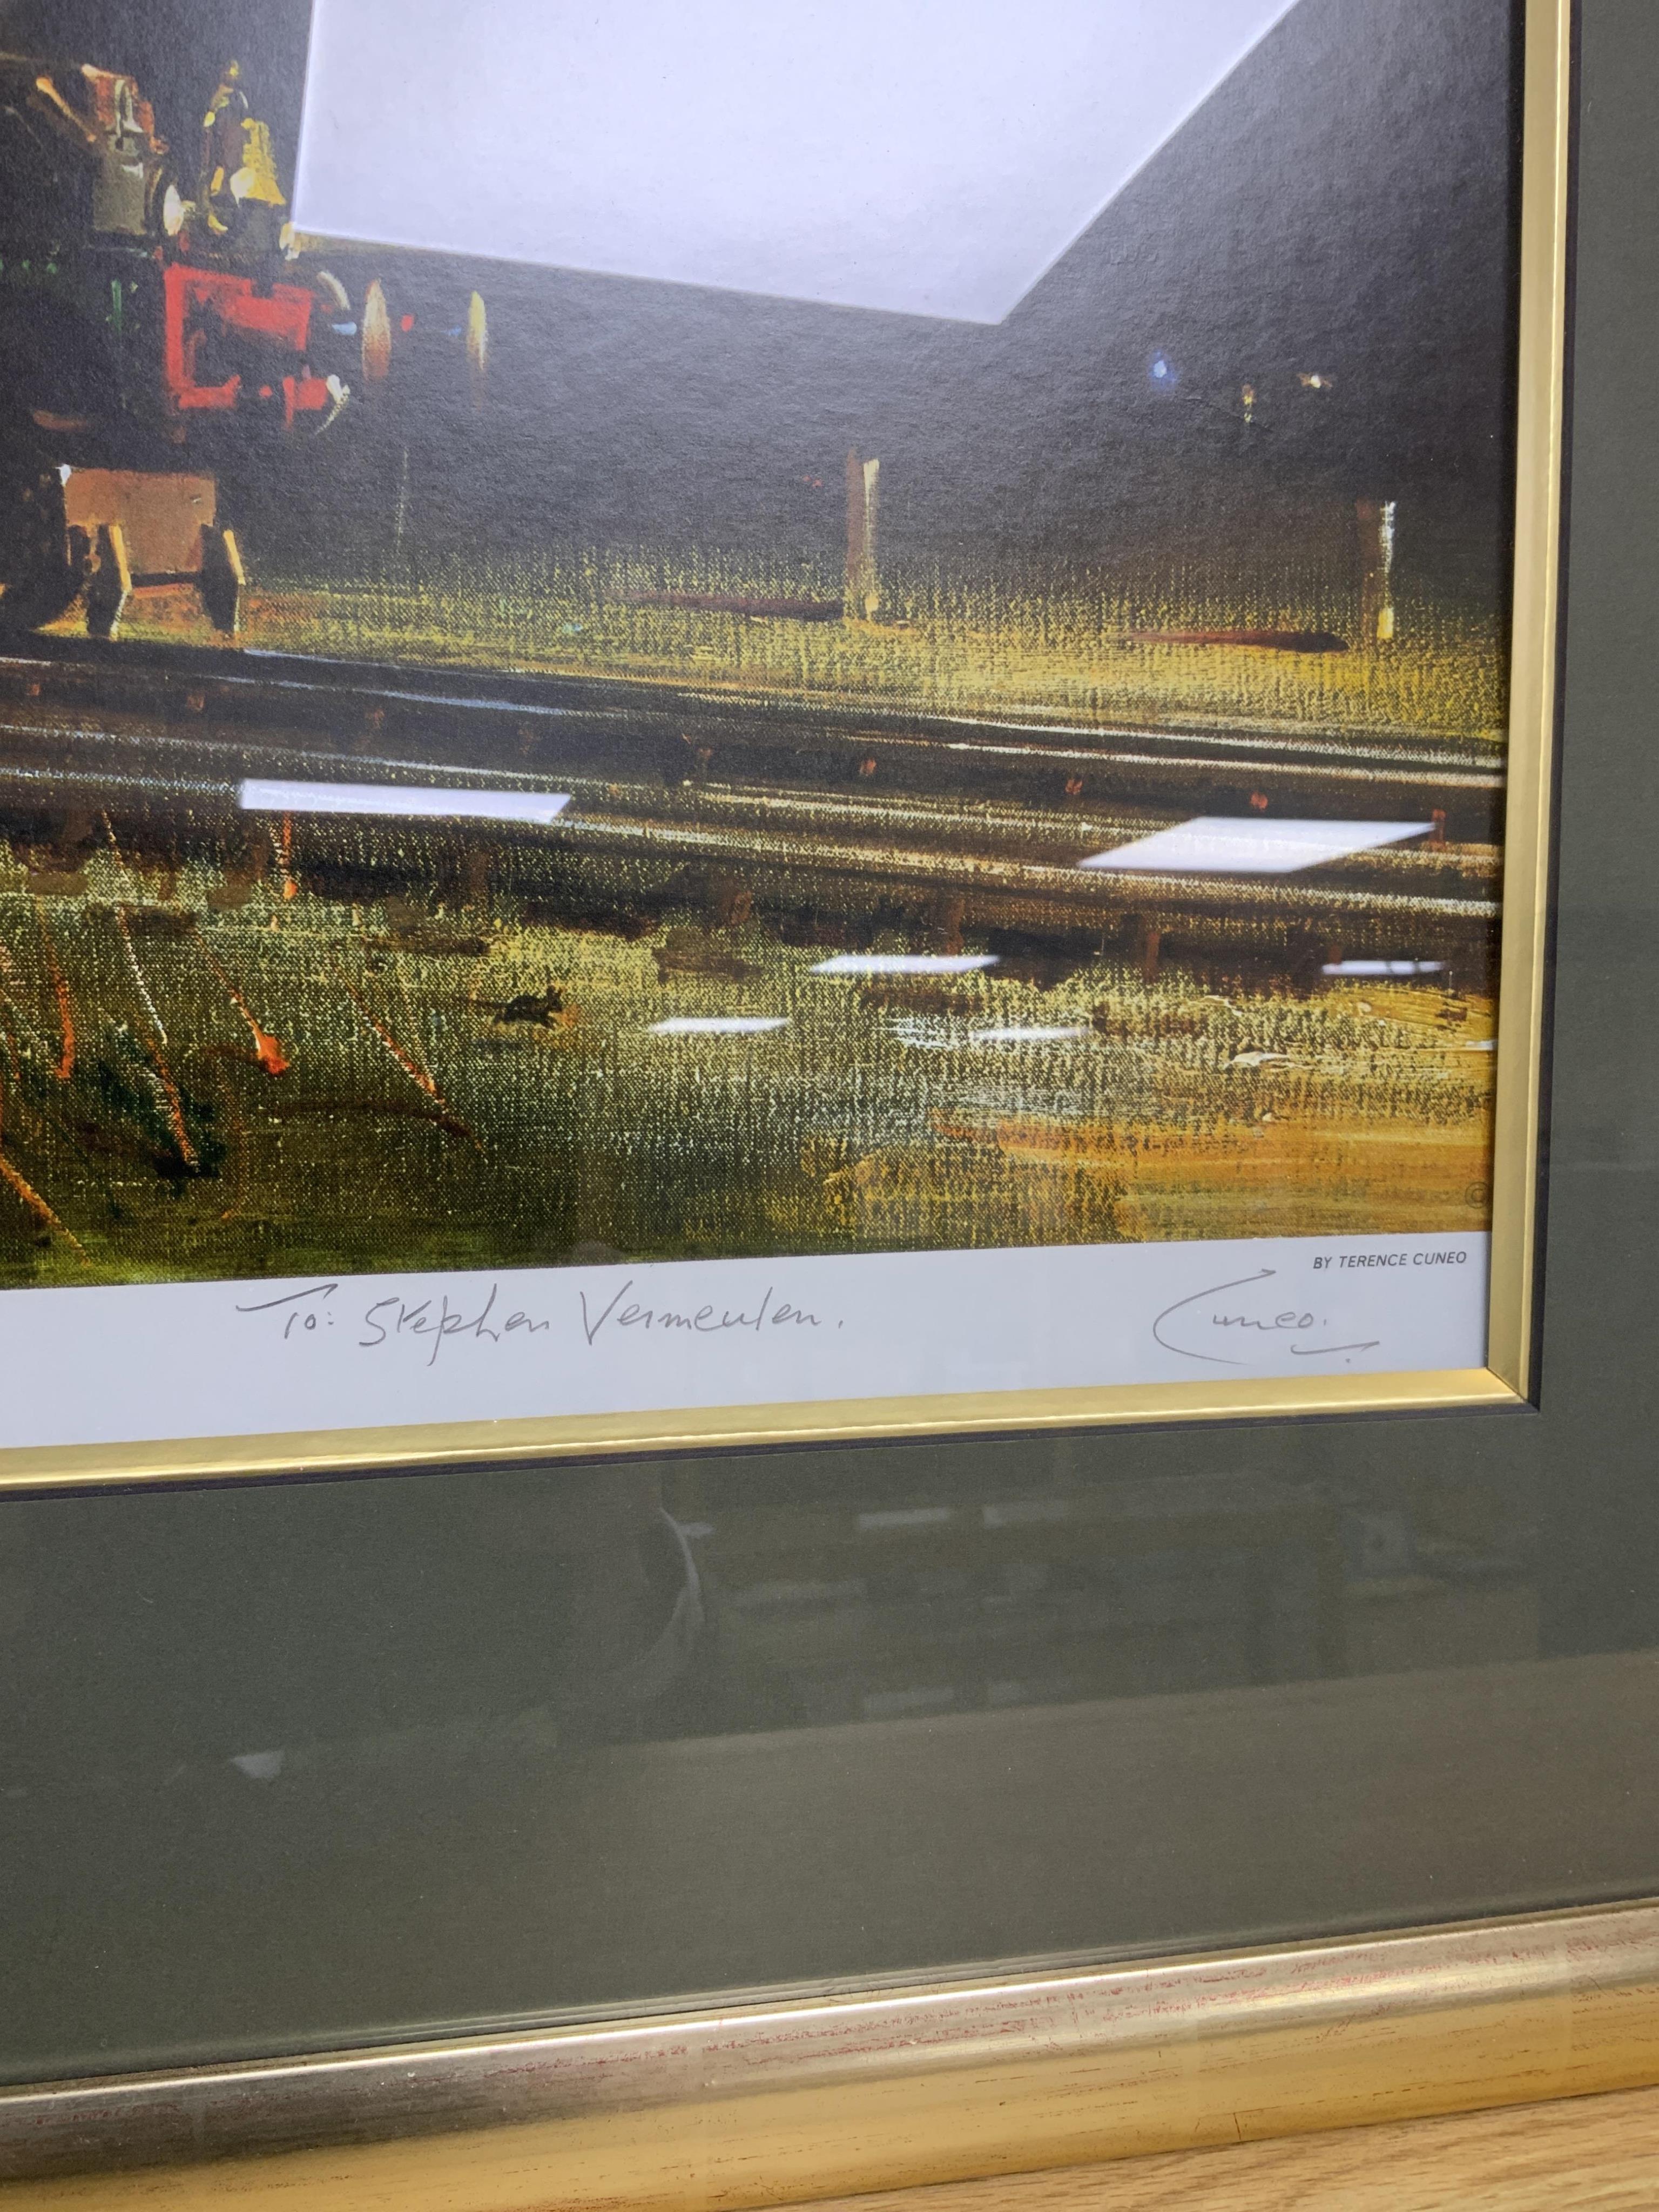 ©
BY TERENCE CUNEO
To: Stephen Vermeulen.
Cuneo.